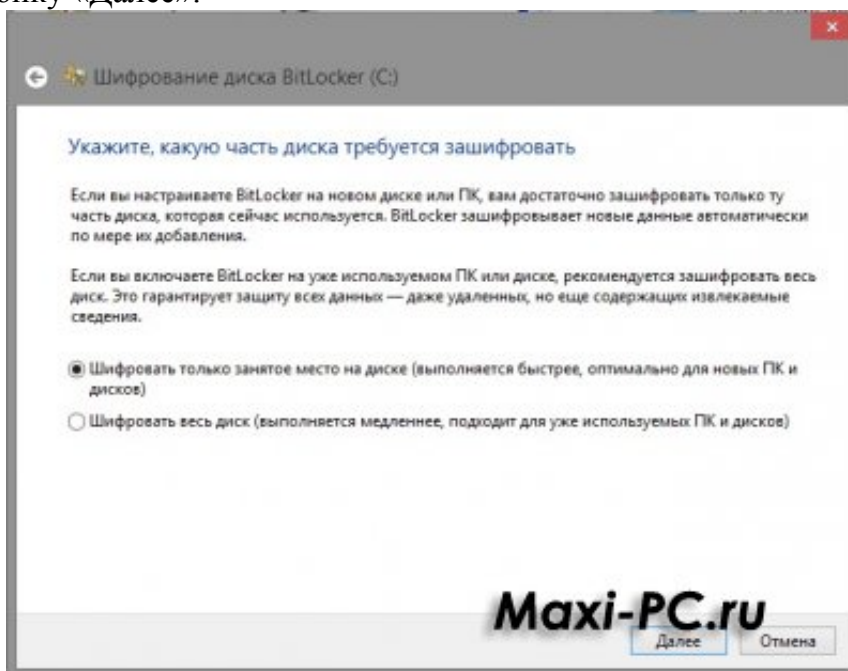 «Далее».
Шифрование диска BitLocker (C:)
Укажите, какую часть диска требуется зашифровать
Если вы настраиваете BitLocker на новом диске или ПК, вам достаточно зашифровать только ту
часть диска, которая сейчас используется. BitLocker зашифровывает новые данные автоматически
по мере их добавления.
Если вы включаете BitLocker на уже используемом ПК или диске, рекомендуется зашифровать весь
диск. Это гарантирует защиту всех данных — даже удаленных, но еще содержащих извлекаемые
сведения.
Шифровать только занятое место на диске (выполняется быстрее, оптимально для новых ПК и
дисков)
Шифровать весь диск (выполняется медленнее, подходит для уже используемых ПК и дисков)
Maxi-PC.ru
Далее Отмена